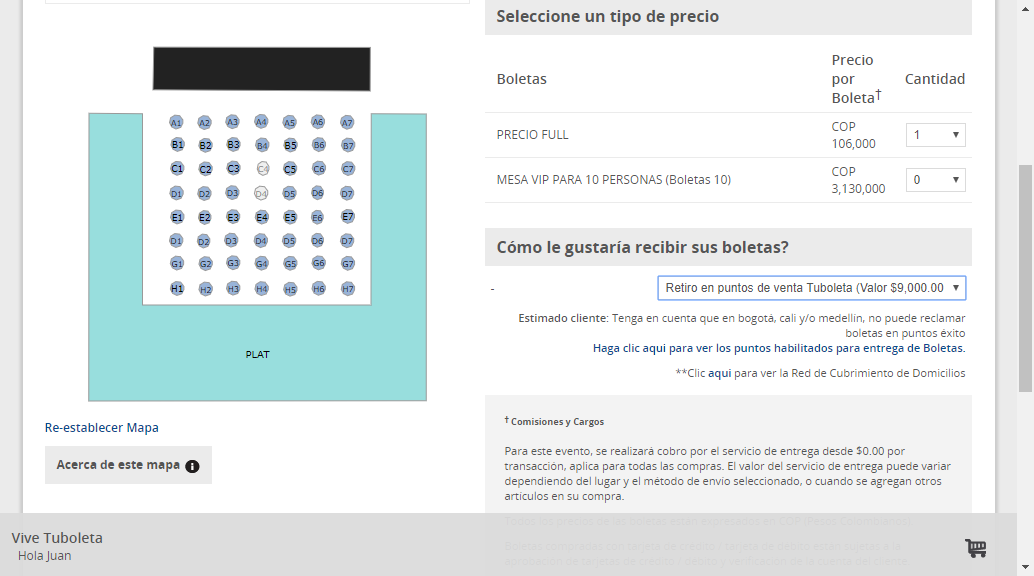 Seleccione un tipo de precio
Boletas
Precio
por
Boleta†
Cantidad
PRECIO FULL
COP
106,000
1
MESA VIP PARA 10 PERSONAS (Boletas 10)
COP
3,130,000
0
A1 A2 A3 A4 A5 A6 A7
B1 B2 B3 B4 B5 B6 B7
C1 C2 C3 C4 C5 C6 C7
D1 D2 D3 D4 D5 D6 D7
E1 E2 E3 E4 E5 E6 E7
D1 D2 D3 D4 D5 D6 D7
G1 G2 G3 G4 G5 G6 G7
H1 H2 H3 H4 H5 H6 H7
PLAT
Re-establecer Mapa
Acerca de este mapa
Cómo le gustaría recibir sus boletas?
-
Retiro en puntos de venta Tuboleta (Valor $9,000.00
Estimado cliente: Tenga en cuenta que en bogotá, cali y/o medellín, no puede reclamar
boletas en puntos éxito
Haga clic aqui para ver los puntos habilitados para entrega de Boletas.
**Clic aqui para ver la Red de Cubrimiento de Domicilios
† Comisiones y Cargos
Para este evento, se realizará cobro por el servicio de entrega desde $0.00 por
transacción, aplica para todas las compras. El valor del servicio de entrega puede variar
dependiendo del lugar y el método de envío seleccionado, o cuando se agregan otros
artículos en su compra.
Vive Tuboleta
Hola Juan